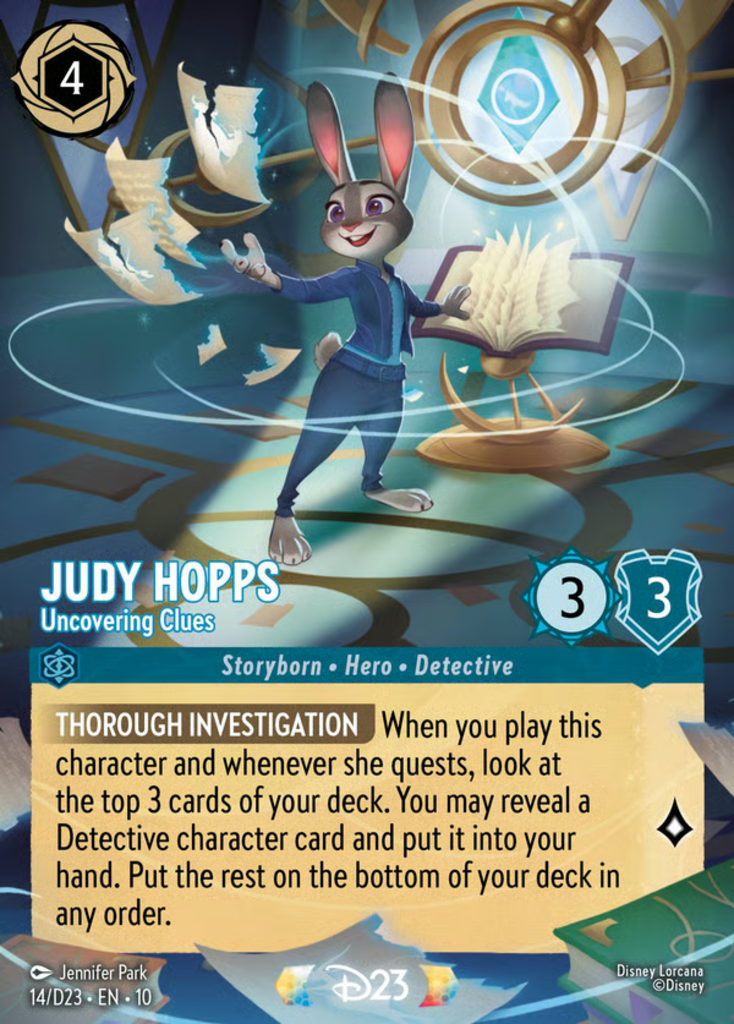 4
JUDY HOPPS
Uncovering Clues
3
3
Storyborn • Hero • Detective
THOROUGH INVESTIGATION When you play this
character and whenever she quests, look at
the top 3 cards of your deck. You may reveal a
Detective character card and put it into your
hand. Put the rest on the bottom of your deck in
any order.
Jennifer Park
14/D23 • EN • 10
D23
Disney Lorcana
©Disney